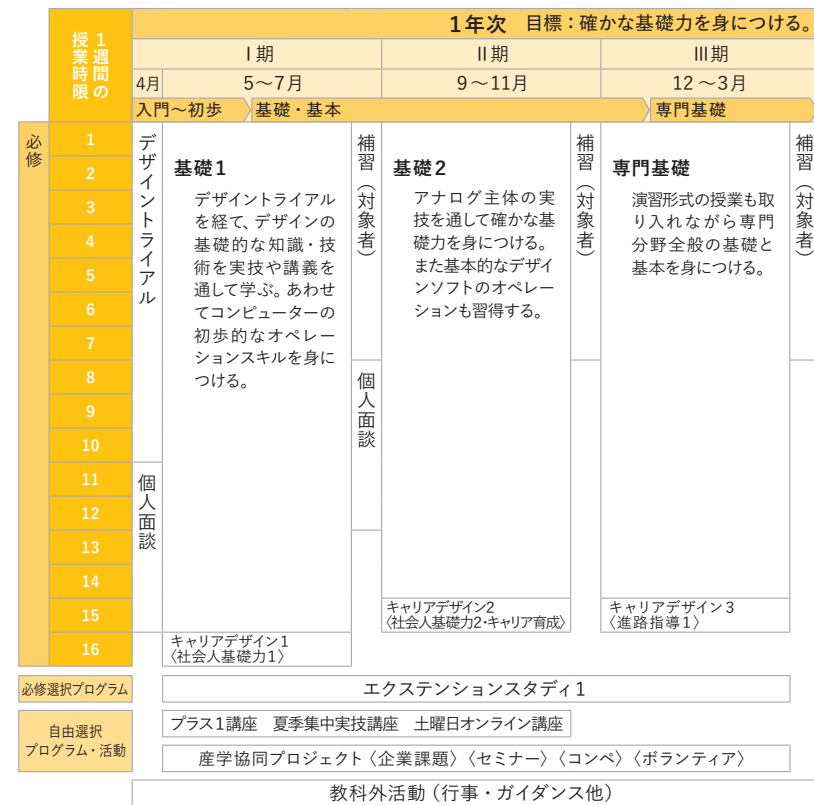 1週間の
授業時限
1年次 目標：確かな基礎力を身につける。
Ⅰ期
Ⅱ期
Ⅲ期
4月
5〜7月
9〜11月
12〜3月
入門〜初歩
基礎・基本
専門基礎
必修
1
2
3
4
5
6
7
8
9
10
11
12
13
14
15
16
デザイントライアル
個人面談
基礎1
デザイントライアル
を経て、デザインの
基礎的な知識・技
術を実技や講義を
通して学ぶ。あわせ
てコンピューターの
初歩的なオペレー
ションスキルを身に
つける。
キャリアデザイン1
〈社会人基礎力1〉
補習（対象者）
個人面談
基礎2
アナログ主体の実
技を通して確かな基
礎力を身につける。
また基本的なデザイ
ンソフトのオペレー
ションも習得する。
キャリアデザイン2
〈社会人基礎力2・キャリア育成〉
補習（対象者）
専門基礎
演習形式の授業も取
り入れながら専門
分野全般の基礎と
基本を身につける。
キャリアデザイン3
〈進路指導1〉
補習（対象者）
必修選択プログラム
エクステンションスタディ1
自由選択
プログラム・活動
プラス1講座 夏季集中実技講座 土曜日オンライン講座
産学協同プロジェクト〈企業課題〉〈セミナー〉〈コンペ〉〈ボランティア〉
教科外活動（行事・ガイダンス他）